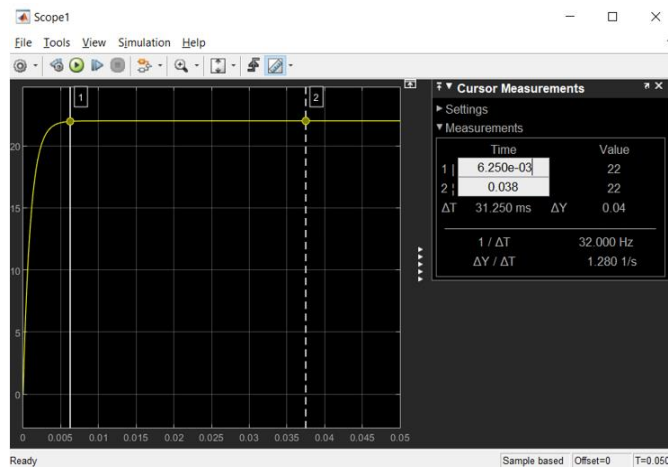 Scope1
File Tools View Simulation Help
1
2
20
15
10
5
0
0 0.005 0.01 0.015 0.02 0.025 0.03 0.035 0.04 0.045 0.05
Cursor Measurements
Settings
Measurements
Time Value
1 6.250e-03 22
2 0.038 22
ΔT 31.250 ms ΔY 0.04
1 / ΔT 32.000 Hz
ΔY / ΔT 1.280 1/s
Ready Sample based Offset=0